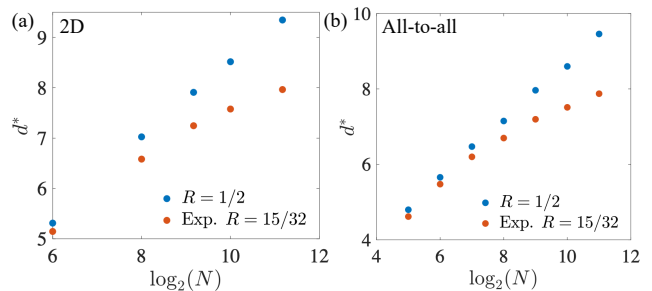 (a) 2D
9
8
7
6
5
d*
6 8 10 12
log₂(N)
R = 1/2
Exp. R = 15/32
(b) All-to-all
10
8
6
4
d*
4 6 8 10 12
log₂(N)
R = 1/2
Exp. R = 15/32